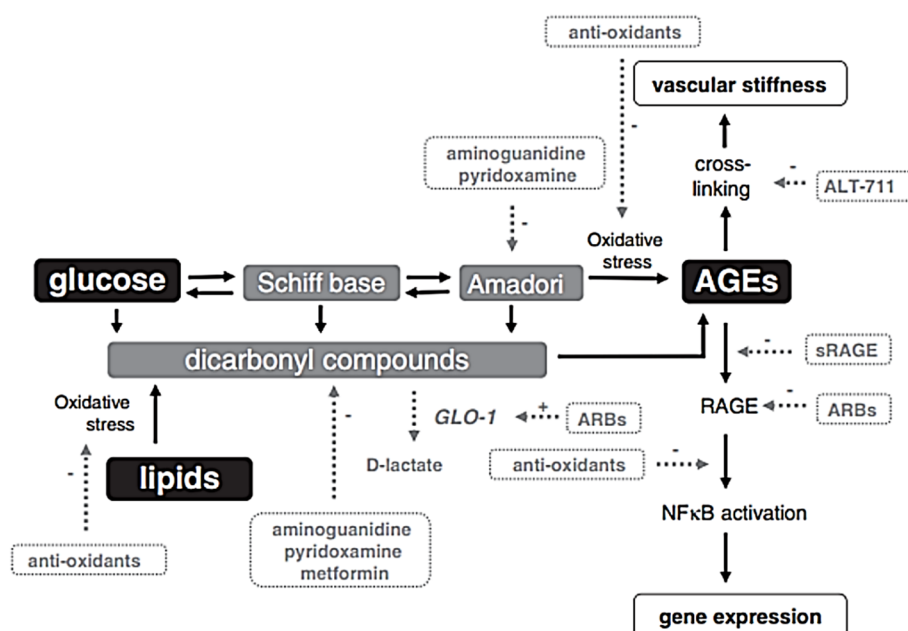 anti-oxidants
vascular stiffness
-
aminoguanidine
pyridoxamine
cross-
linking
-
ALT-711
-
Oxidative
stress
glucose
Schiff base
Amadori
AGEs
dicarbonyl compounds
-
sRAGE
Oxidative
stress
-
GLO-1
+
ARBs
RAGE
-
ARBs
-
lipids
D-lactate
anti-oxidants
-
NFκB activation
anti-oxidants
aminoguanidine
pyridoxamine
metformin
gene expression